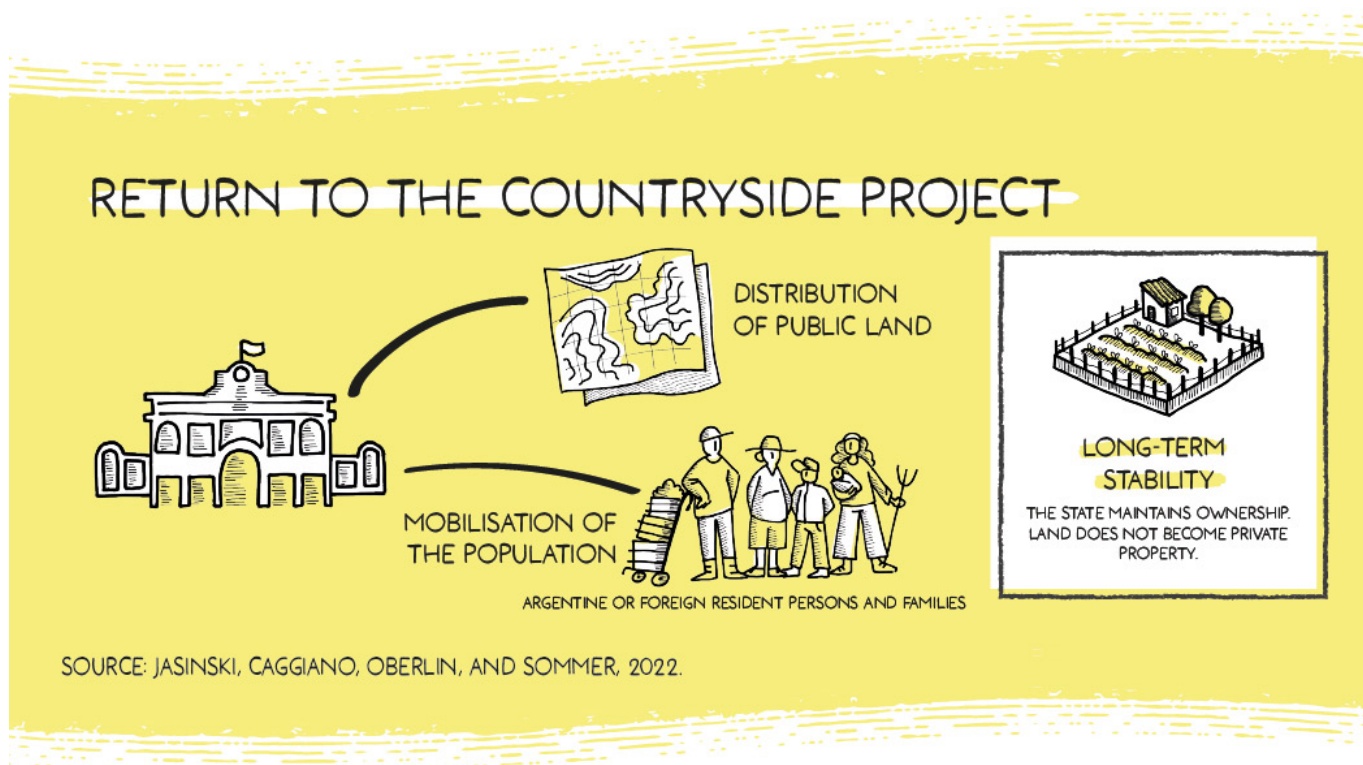 RETURN TO THE COUNTRYSIDE PROJECT
DISTRIBUTION
OF PUBLIC LAND
MOBILISATION OF
THE POPULATION
ARGENTINE OR FOREIGN RESIDENT PERSONS AND FAMILIES
LONG-TERM
STABILITY
THE STATE MAINTAINS OWNERSHIP.
LAND DOES NOT BECOME PRIVATE
PROPERTY.
SOURCE: JASINSKI, CAGGIANO, OBERLIN, AND SOMMER, 2022.